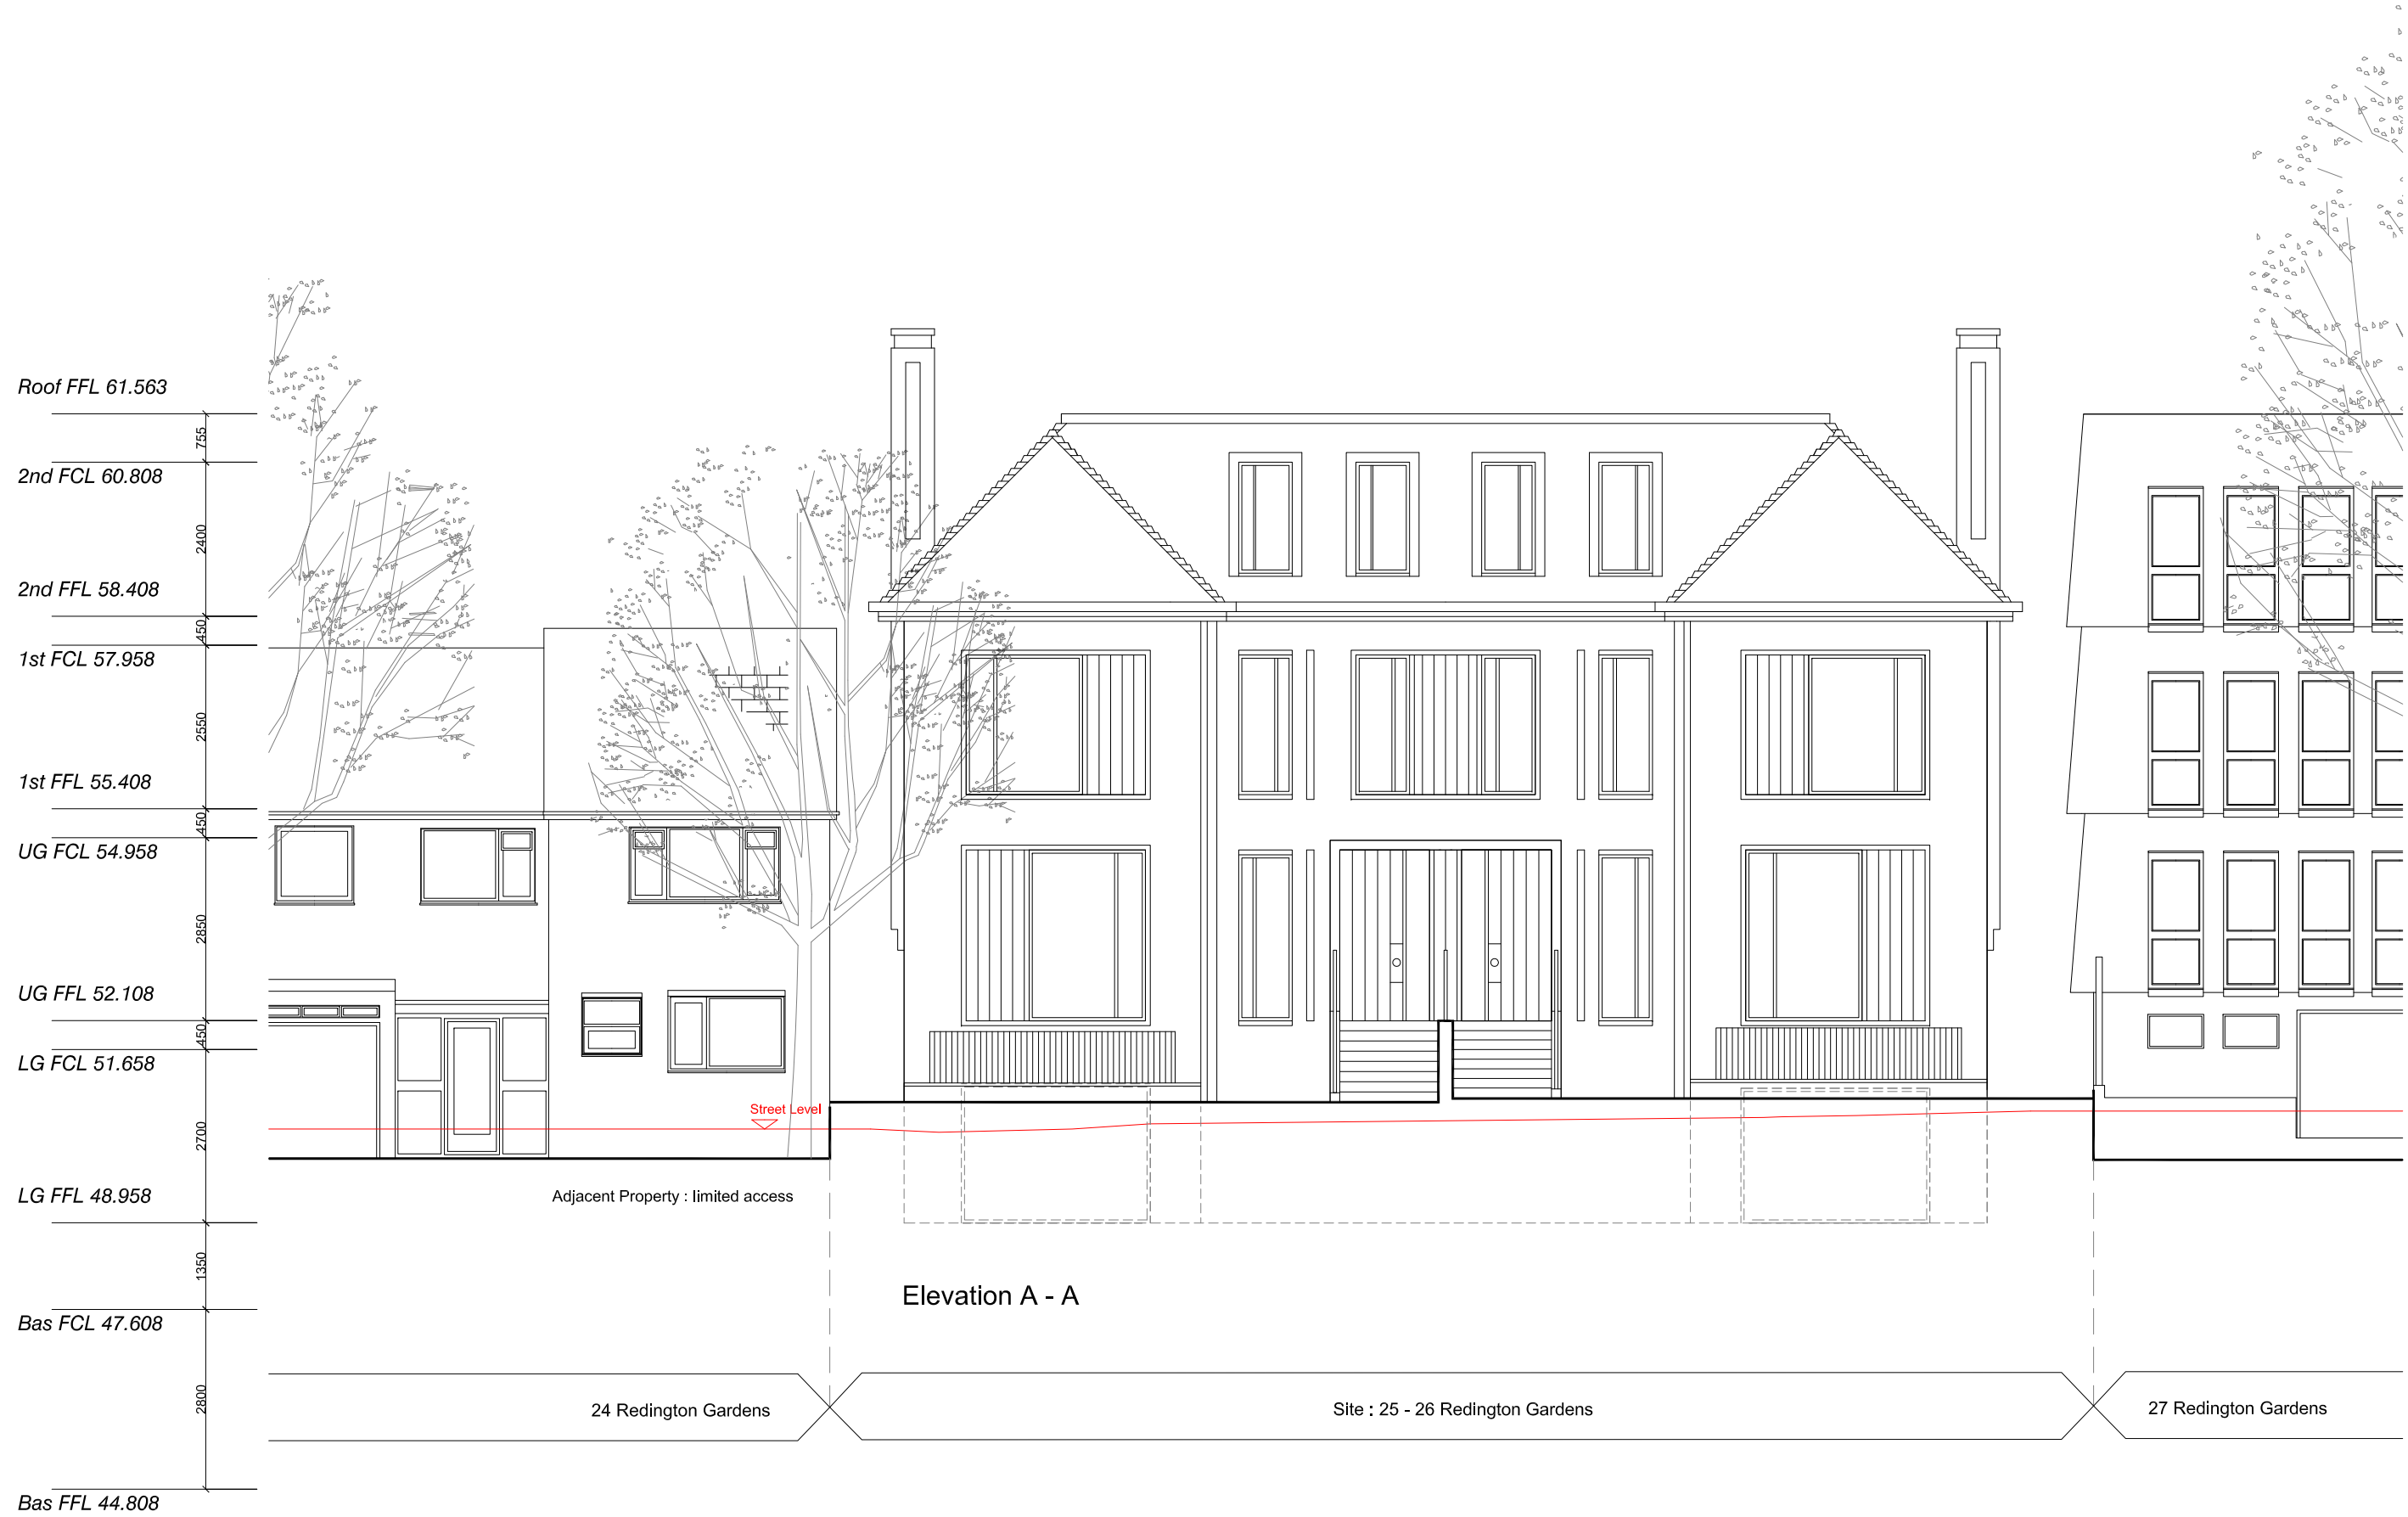 Roof FFL 61.563
755
2nd FCL 60.808
2400
2nd FFL 58.408
450
1st FCL 57.958
2550
1st FFL 55.408
450
UG FCL 54.958
2850
UG FFL 52.108
450
LG FCL 51.658
Street Level
2700
LG FFL 48.958
Adjacent Property : limited access
1350
Elevation A - A
Bas FCL 47.608
2800
24 Redington Gardens
Site : 25 - 26 Redington Gardens
27 Redington Gardens
Bas FFL 44.808